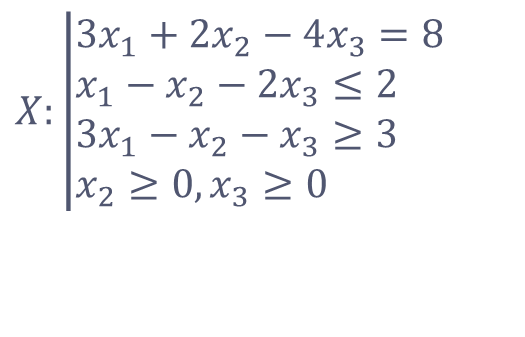 X: 3x₁ + 2x₂ − 4x₃ = 8
x₁ − x₂ − 2x₃ ≤ 2
3x₁ − x₂ − x₃ ≥ 3
x₂ ≥ 0, x₃ ≥ 0